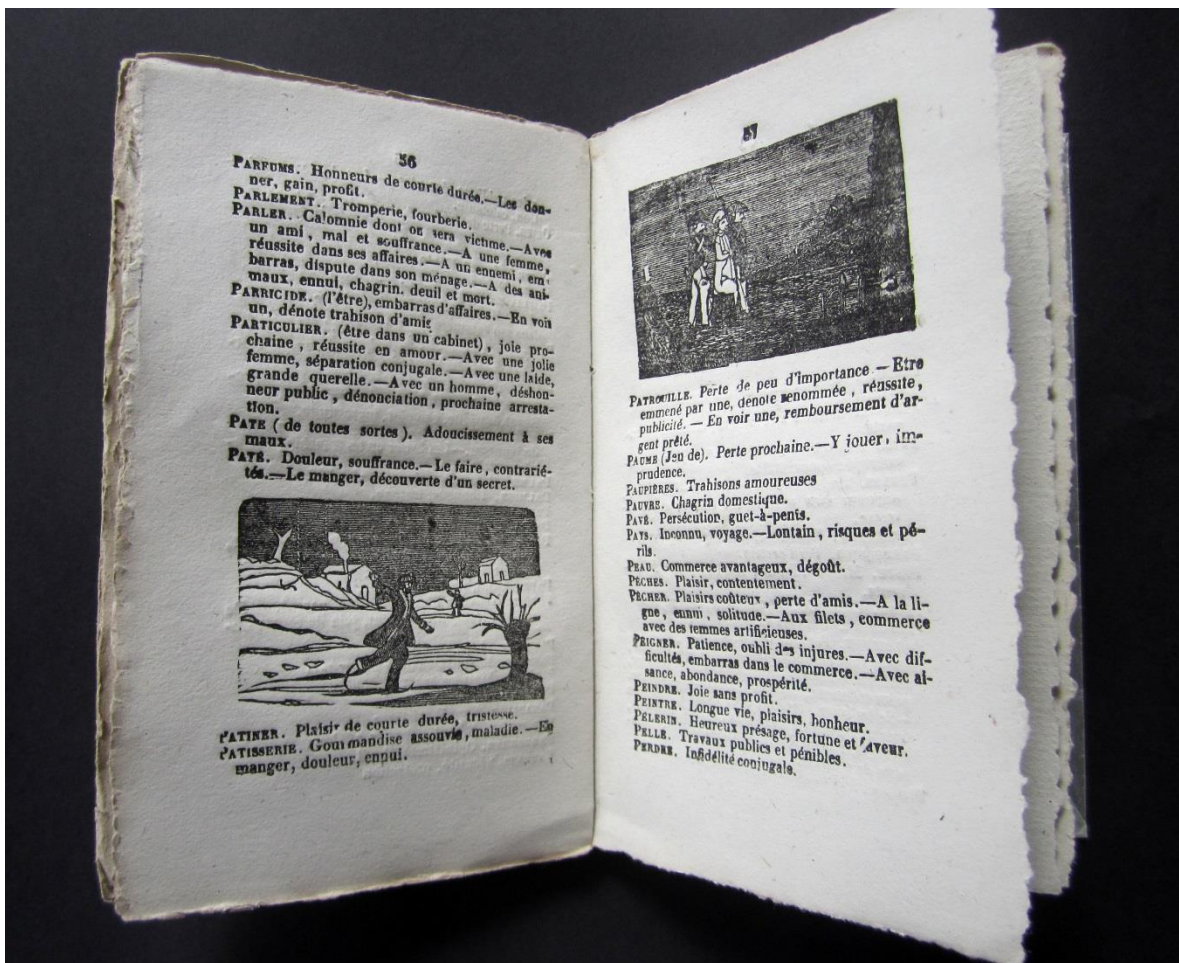 56
PARFUMS. Honneurs de courte durée.—Les don-
ner, gain, profit.
PARLEMENT. Tromperie, fourberie.
PARLER. Calomnie dont on sera victime.—Avec
un ami, mal et souffrance.—A une femme,
réussite dans ses affaires.—A un ennemi, em-
barras, dispute dans son ménage.—A des ani-
maux, ennui, chagrin. deuil et mort.
PARRICIDE. (l'être), embarras d'affaires.—En voir
un, dénote trahison d'amis
PARTICULIER. (être dans un cabinet), joie pro-
chaine, réussite en amour.—Avec une jolie
femme, séparation conjugale.—Avec une laide,
grande querelle.—Avec un homme, déshon-
neur public, dénonciation, prochaine arresta-
tion.
PATE (de toutes sortes). Adoucissement à ses
maux.
PATÉ. Douleur, souffrance.—Le faire, contrarié-
tés.—Le manger, découverte d'un secret.
PATINER. Plaisir de courte durée, tristesse.
PATISSERIE. Gourmandise assouvie, maladie.—En
manger, douleur, ennui.
57
PATROUILLE. Perte de peu d'importance.—Etre
emmené par une, denote renommée, réussite,
publicité.—En voir une, remboursement d'ar-
gent prêté.
PAUME (Jeu de). Perte prochaine.—Y jouer, im-
prudence.
PAUPIÈRES. Trahisons amoureuses
PAUVRE. Chagrin domestique.
PAVÉ. Persécution, guet-à-pents.
PAYS. Inconnu, voyage.—Lontain, risques et pé-
rils.
PEAU. Commerce avantageux, dégoût.
PÊCHES. Plaisir, contentement.
PÊCHER. Plaisirs coûteux, perte d'amis.—A la li-
gne, ennui, solitude.—Aux filets, commerce
avec des femmes artificieuses.
PEIGNER. Patience, oubli des injures.—Avec dif-
ficultés, embarras dans le commerce.—Avec ai-
sance, abondance, prospérité.
PEINDRE. Joie sans profit.
PEINTRE. Longue vie, plaisirs, bonheur.
PÉLERIN. Heureux présage, fortune et faveur.
PELLE. Travaux publics et pénibles.
PERDRE. Infidélité conjugale.